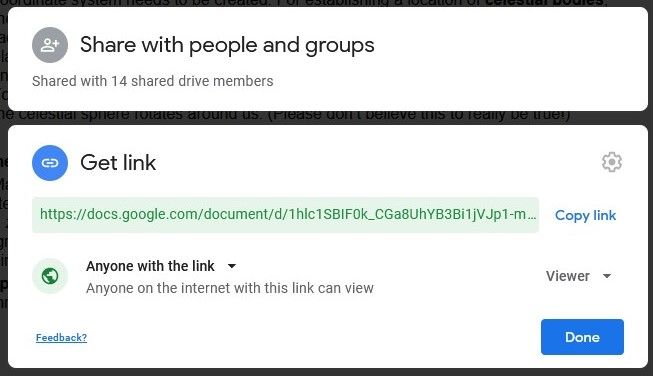 ordinate system needs to be created. For establishing a location of celestial bodies,
Share with people and groups
Shared with 14 shared drive members
he celestial sphere rotates around us. (Please don't believe this to really be true!)
Get link
https://docs.google.com/document/d/1hlc1SBIF0k_CGa8UhYB3Bi1jVJp1-m...
Copy link
Anyone with the link
Anyone on the internet with this link can view
Viewer
Feedback?
Done